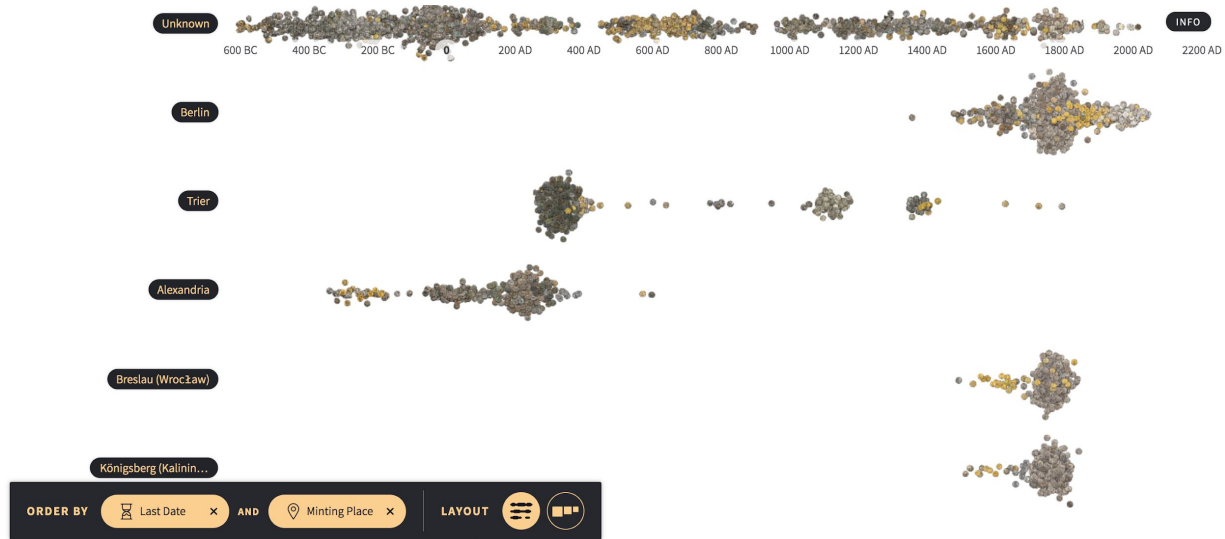 Unknown
INFO
600 BC 400 BC 200 BC 0 200 AD 400 AD 600 AD 800 AD 1000 AD 1200 AD 1400 AD 1600 AD 1800 AD 2000 AD 2200 AD
Berlin
Trier
Alexandria
Breslau (Wrocław)
Königsberg (Kalinin...
ORDER BY Last Date × AND Minting Place × LAYOUT